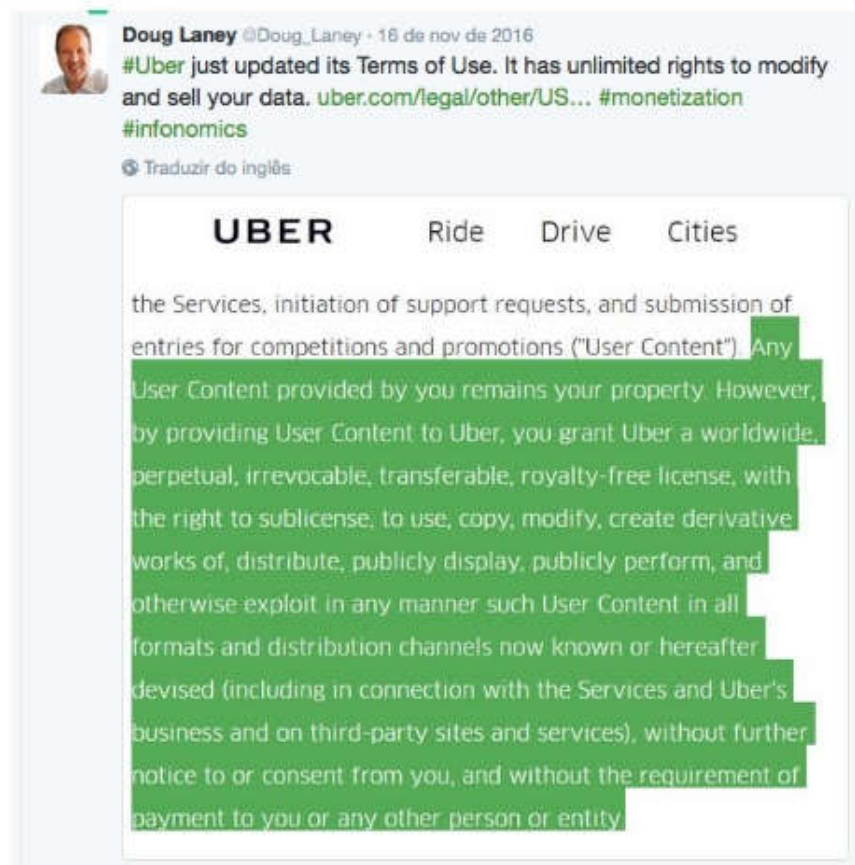 Doug Laney @Doug_Laney · 16 de nov de 2016
#Uber just updated its Terms of Use. It has unlimited rights to modify
and sell your data. uber.com/legal/other/US... #monetization
#infonomics
Traduzir do inglês
UBER Ride Drive Cities
the Services, initiation of support requests, and submission of
entries for competitions and promotions ("User Content"). Any
User Content provided by you remains your property. However,
by providing User Content to Uber, you grant Uber a worldwide,
perpetual, irrevocable, transferable, royalty-free license, with
the right to sublicense, to use, copy, modify, create derivative
works of, distribute, publicly display, publicly perform, and
otherwise exploit in any manner such User Content in all
formats and distribution channels now known or hereafter
devised (including in connection with the Services and Uber's
business and on third-party sites and services), without further
notice to or consent from you, and without the requirement of
payment to you or any other person or entity.